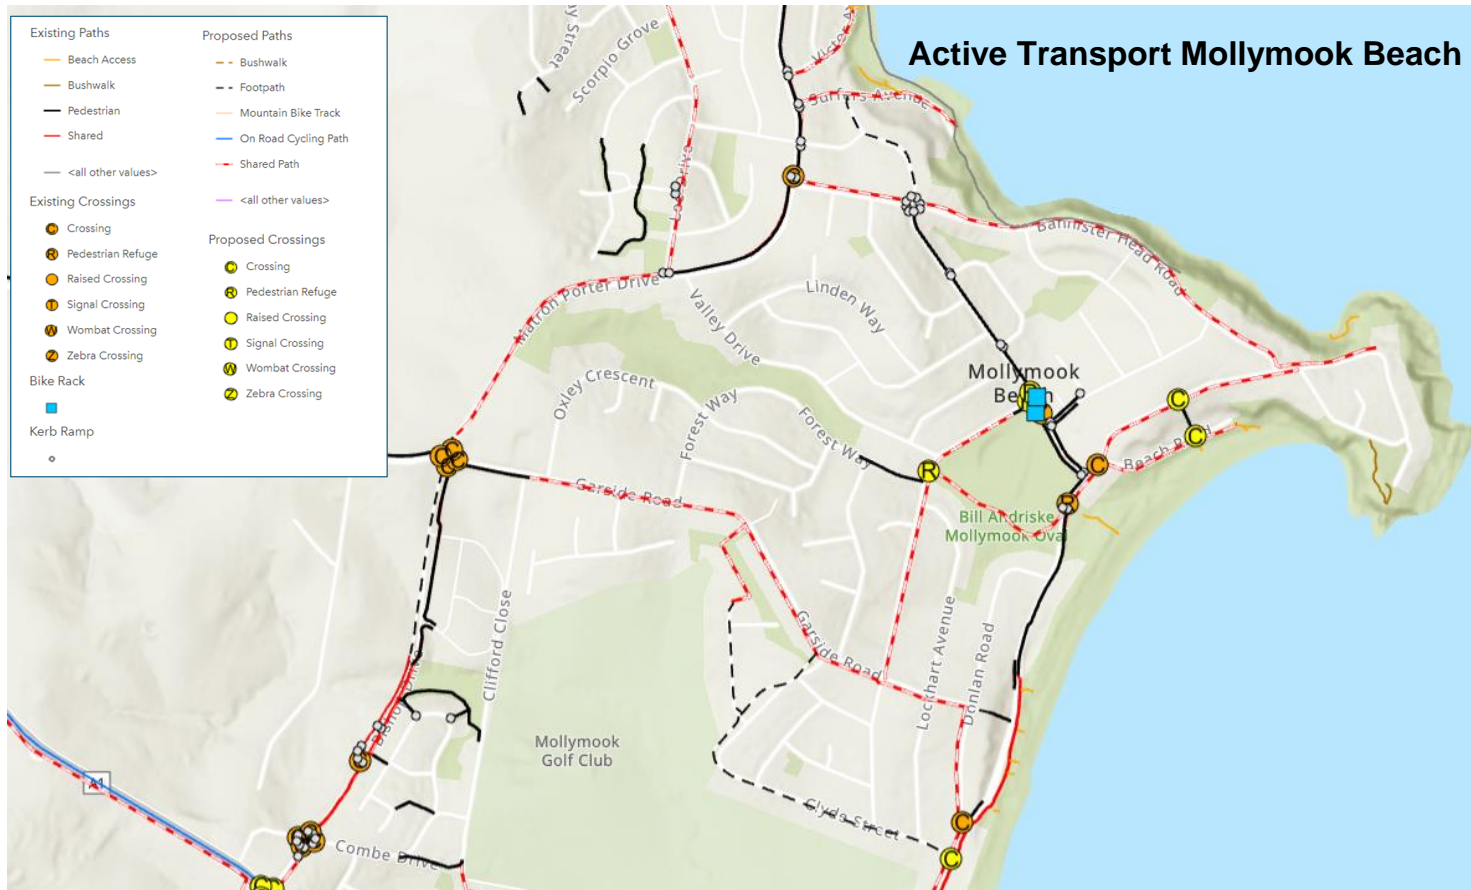 Active Transport Mollymook Beach
Existing Paths
Beach Access
Bushwalk
Pedestrian
Shared
<all other values>
Existing Crossings
C Crossing
R Pedestrian Refuge
Raised Crossing
T Signal Crossing
W Wombat Crossing
Z Zebra Crossing
Bike Rack
Kerb Ramp
Proposed Paths
Bushwalk
Footpath
Mountain Bike Track
On Road Cycling Path
Shared Path
<all other values>
Proposed Crossings
C Crossing
R Pedestrian Refuge
Raised Crossing
T Signal Crossing
W Wombat Crossing
Z Zebra Crossing
Street
Scorpio Grove
Surfers Avenue
Bannister Head Road
Matron Porter Drive
Valley Drive
Linden Way
Mollymook
Oxley Crescent
Forest Way
Forest Way
Beach Road
R
C
C
C
Garside Road
Bill Andriske
Mollymook Oval
Clifford Close
Garside Road
Lockhart Avenue
Donlan Road
Mollymook
Golf Club
A1
Clyde Street
Combe Drive
C
C